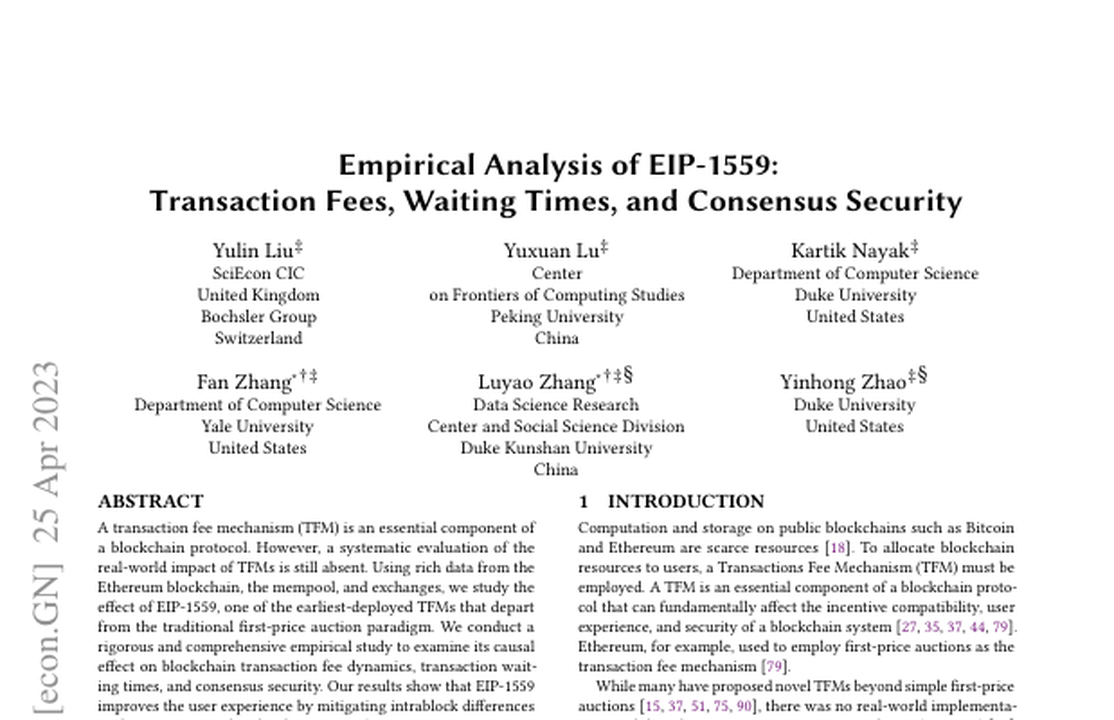 Empirical Analysis of EIP-1559:
Transaction Fees, Waiting Times, and Consensus Security
Yulin Liu‡
SciEcon CIC
United Kingdom
Bochsler Group
Switzerland
Yuxuan Lu‡
Center
on Frontiers of Computing Studies
Peking University
China
Kartik Nayak‡
Department of Computer Science
Duke University
United States
Fan Zhang*†‡
Department of Computer Science
Yale University
United States
Luyao Zhang*†‡§
Data Science Research
Center and Social Science Division
Duke Kunshan University
China
Yinhong Zhao‡§
Duke University
United States
[econ.GN] 25 Apr 2023
ABSTRACT
A transaction fee mechanism (TFM) is an essential component of
a blockchain protocol. However, a systematic evaluation of the
real-world impact of TFMs is still absent. Using rich data from the
Ethereum blockchain, the mempool, and exchanges, we study the
effect of EIP-1559, one of the earliest-deployed TFMs that depart
from the traditional first-price auction paradigm. We conduct a
rigorous and comprehensive empirical study to examine its causal
effect on blockchain transaction fee dynamics, transaction wait-
ing times, and consensus security. Our results show that EIP-1559
improves the user experience by mitigating intrablock differences
1 INTRODUCTION
Computation and storage on public blockchains such as Bitcoin
and Ethereum are scarce resources [18]. To allocate blockchain
resources to users, a Transactions Fee Mechanism (TFM) must be
employed. A TFM is an essential component of a blockchain proto-
col that can fundamentally affect the incentive compatibility, user
experience, and security of a blockchain system [27, 35, 37, 44, 79].
Ethereum, for example, used to employ first-price auctions as the
transaction fee mechanism [79].
While many have proposed novel TFMs beyond simple first-price
auctions [15, 37, 51, 75, 90], there was no real-world implementa-